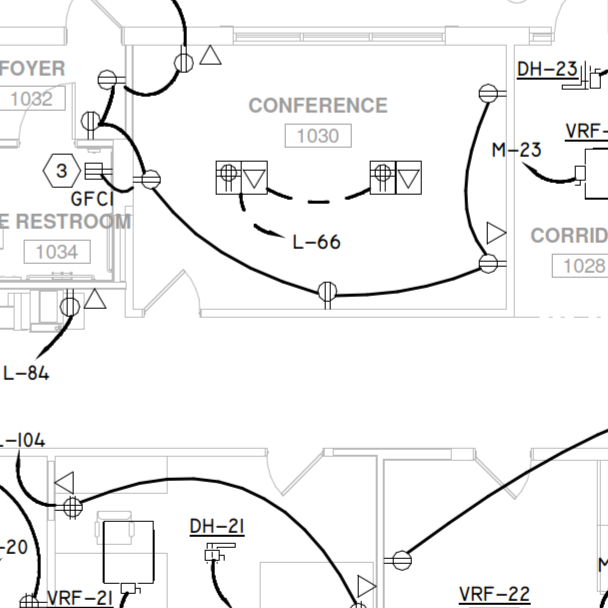 FOYER
1032
CONFERENCE
1030
DH-23
VRF-
M-23
3
GFCI
E RESTROOM
1034
L-66
CORRID
1028
L-84
L-104
DH-21
-20
VRF-21
VRF-22
M